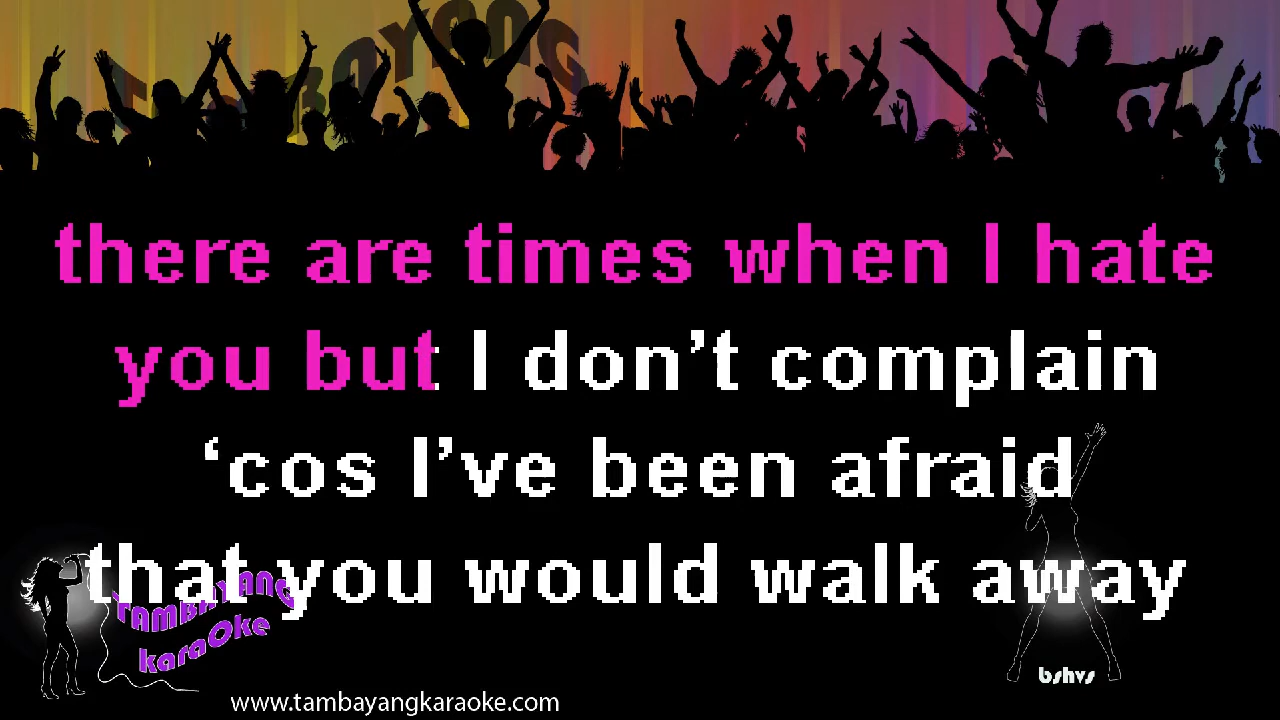 TAMBAYANG
there are times when I hate
you but I don’t complain
‘cos I’ve been afraid
that you would walk away
TAMBAYANG
karaOke
bshvs
www.tambayangkaraoke.com